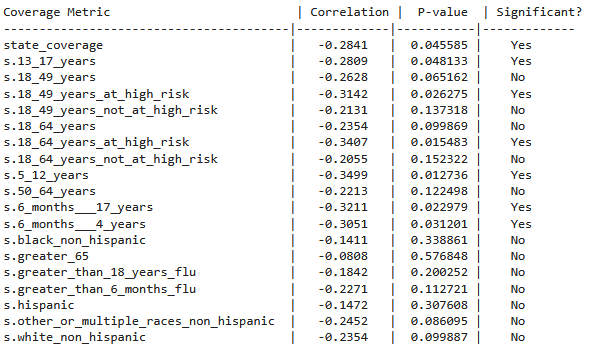 Coverage Metric | Correlation | P-value | Significant?
-------------------------------------|------------|----------|------------
state_coverage | -0.2841 | 0.045585 | Yes
s.13_17_years | -0.2809 | 0.048133 | Yes
s.18_49_years | -0.2628 | 0.065162 | No
s.18_49_years_at_high_risk | -0.3142 | 0.026275 | Yes
s.18_49_years_not_at_high_risk | -0.2131 | 0.137318 | No
s.18_64_years | -0.2354 | 0.099869 | No
s.18_64_years_at_high_risk | -0.3407 | 0.015483 | Yes
s.18_64_years_not_at_high_risk | -0.2055 | 0.152322 | No
s.5_12_years | -0.3499 | 0.012736 | Yes
s.50_64_years | -0.2213 | 0.122498 | No
s.6_months___17_years | -0.3211 | 0.022979 | Yes
s.6_months___4_years | -0.3051 | 0.031201 | Yes
s.black_non_hispanic | -0.1411 | 0.338861 | No
s.greater_65 | -0.0808 | 0.576848 | No
s.greater_than_18_years_flu | -0.1842 | 0.200252 | No
s.greater_than_6_months_flu | -0.2271 | 0.112721 | No
s.hispanic | -0.1472 | 0.307608 | No
s.other_or_multiple_races_non_hispanic | -0.2452 | 0.086095 | No
s.white_non_hispanic | -0.2354 | 0.099887 | No